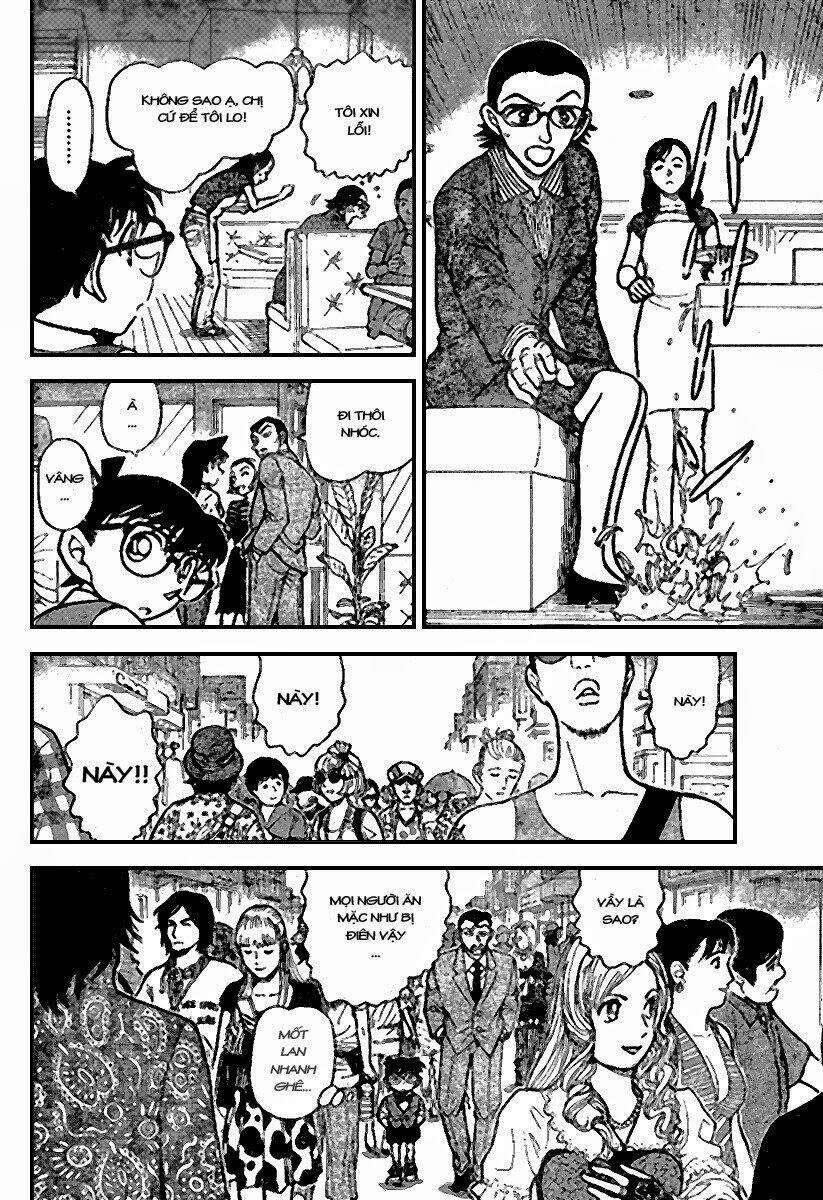 TÔI XIN
LỖI!
KHÔNG SAO Ạ, CHỊ
CỨ ĐỂ TÔI LO!
.........
ĐI THÔI
NHÓC.
À
...
VÂNG
...
NÀY!
NÀY!
NÀY!!
VẦY LÀ
SAO?
MỌI NGƯỜI ĂN
MẶC NHƯ BỊ
ĐIÊN VẬY
...
MỐT
LAN
NHANH
GHÊ...